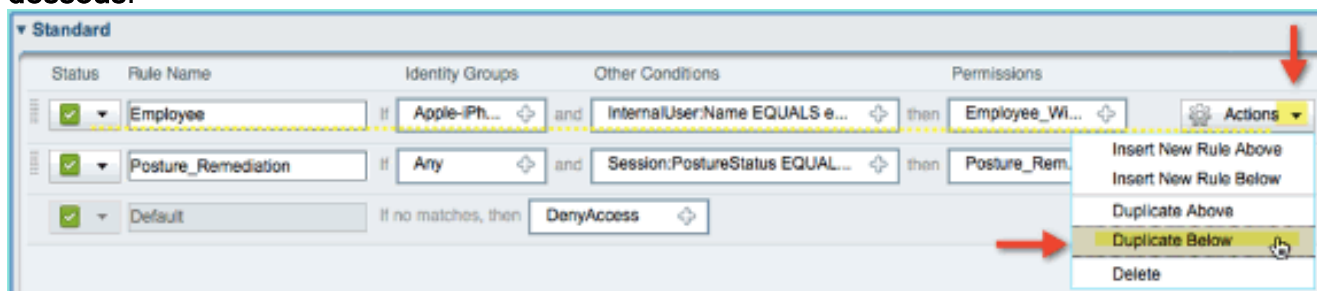 Standard
Status Rule Name Identity Groups Other Conditions Permissions
Employee If Apple-iPh... and InternalUser:Name EQUALS e... then Employee_Wi... Actions
Posture_Remediation If Any and Session:PostureStatus EQUAL... then Posture_Rem.
Default If no matches, then DenyAccess
Insert New Rule Above
Insert New Rule Below
Duplicate Above
Duplicate Below
Delete